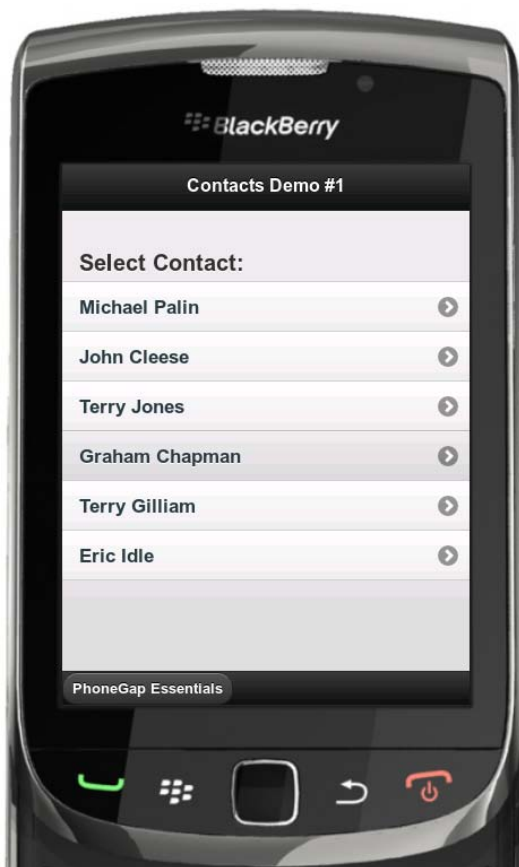 BlackBerry
Contacts Demo #1
Select Contact:
Michael Palin
John Cleese
Terry Jones
Graham Chapman
Terry Gilliam
Eric Idle
PhoneGap Essentials